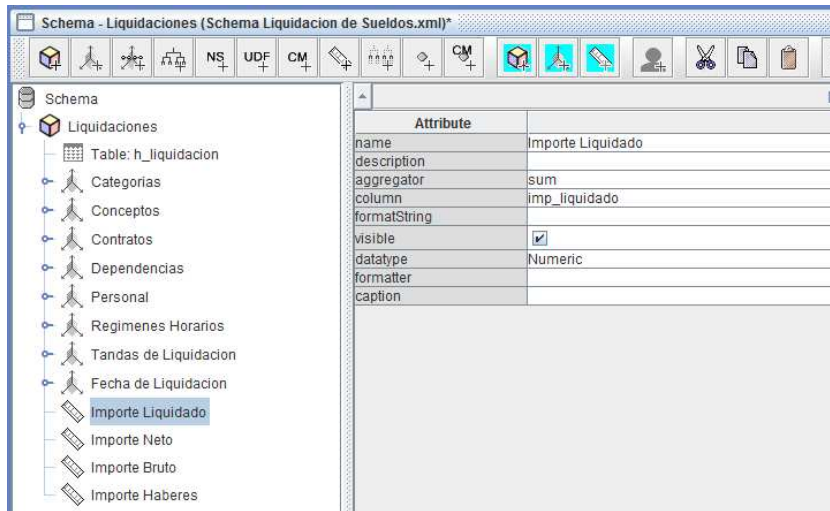 Schema - Liquidaciones (Schema Liquidacion de Sueldos.xml)*
NS UDF CM CM
Schema
Liquidaciones
Table: h_liquidacion
Categorias
Conceptos
Contratos
Dependencias
Personal
Regimenes Horarios
Tandas de Liquidacion
Fecha de Liquidacion
Importe Liquidado
Importe Neto
Importe Bruto
Importe Haberes
Attribute
name Importe Liquidado
description
aggregator sum
column imp_liquidado
formatString
visible
datatype Numeric
formatter
caption